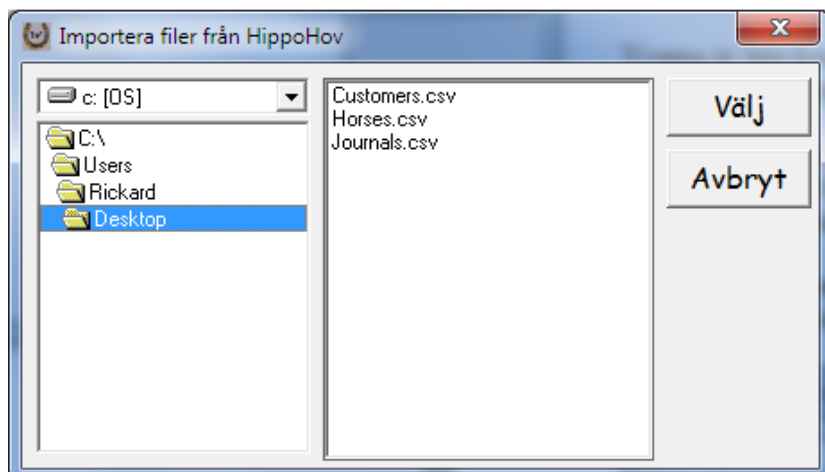 Importera filer från HippoHov
c: [OS]
C:\
Users
Rickard
Desktop
Customers.csv
Horses.csv
Journals.csv
Välj
Avbryt